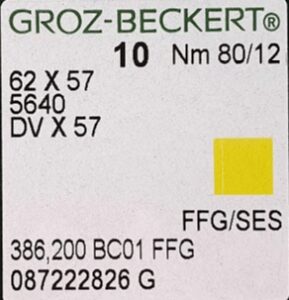 GROZ-BECKERT®
10 Nm 80/12
62 X 57
5640
DV X 57
FFG/SES
386,200 BC01 FFG
087222826 G